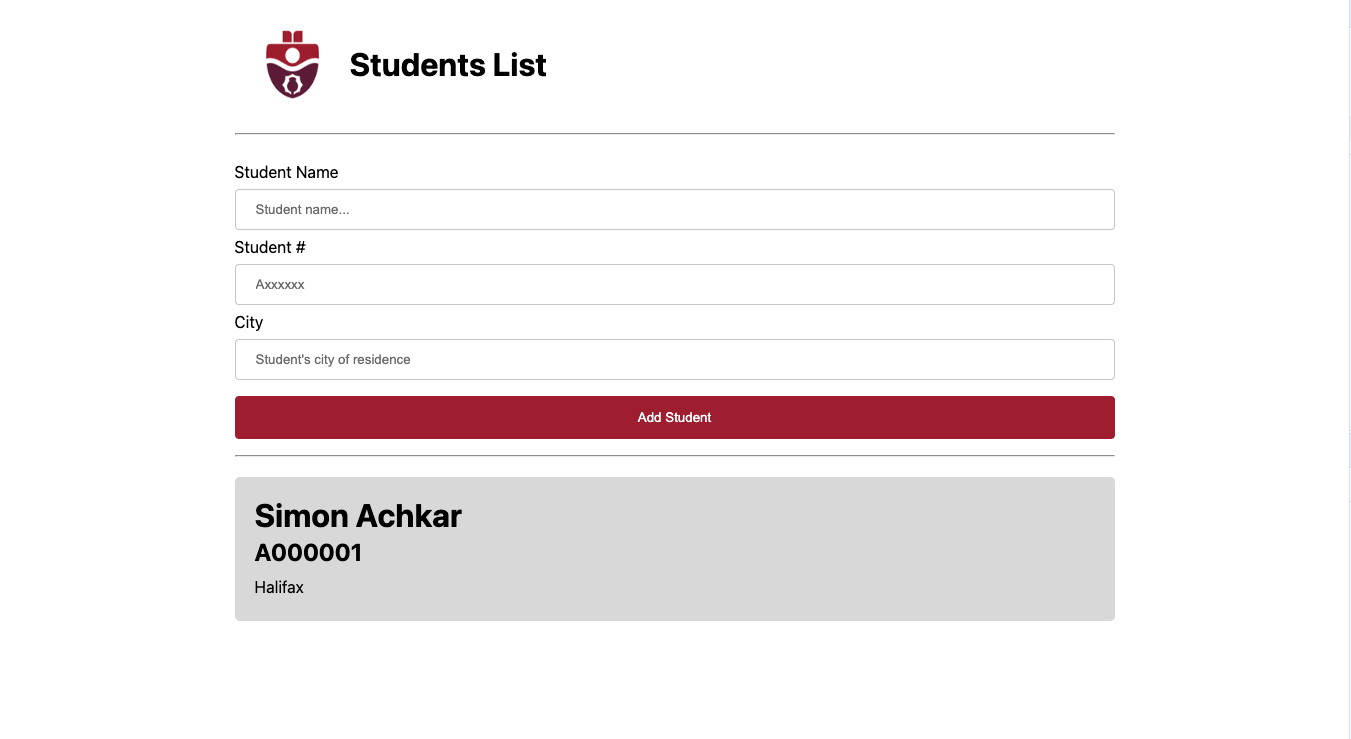 Students List
Student Name
Student name...
Student #
Axxxxxx
City
Student's city of residence
Add Student
Simon Achkar
A000001
Halifax